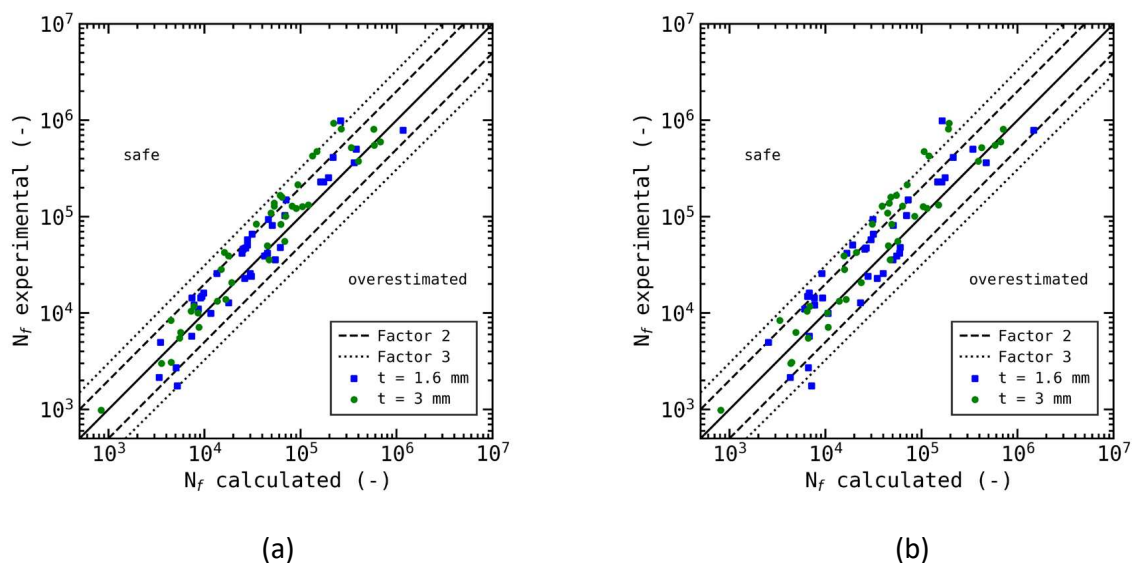 10⁷
10⁶
10⁵
10⁴
10³
N_f experimental (-)
safe
overestimated
Factor 2
Factor 3
t = 1.6 mm
t = 3 mm
10³ 10⁴ 10⁵ 10⁶ 10⁷
N_f calculated (-)
(a)
10⁷
10⁶
10⁵
10⁴
10³
N_f experimental (-)
safe
overestimated
Factor 2
Factor 3
t = 1.6 mm
t = 3 mm
10³ 10⁴ 10⁵ 10⁶ 10⁷
N_f calculated (-)
(b)